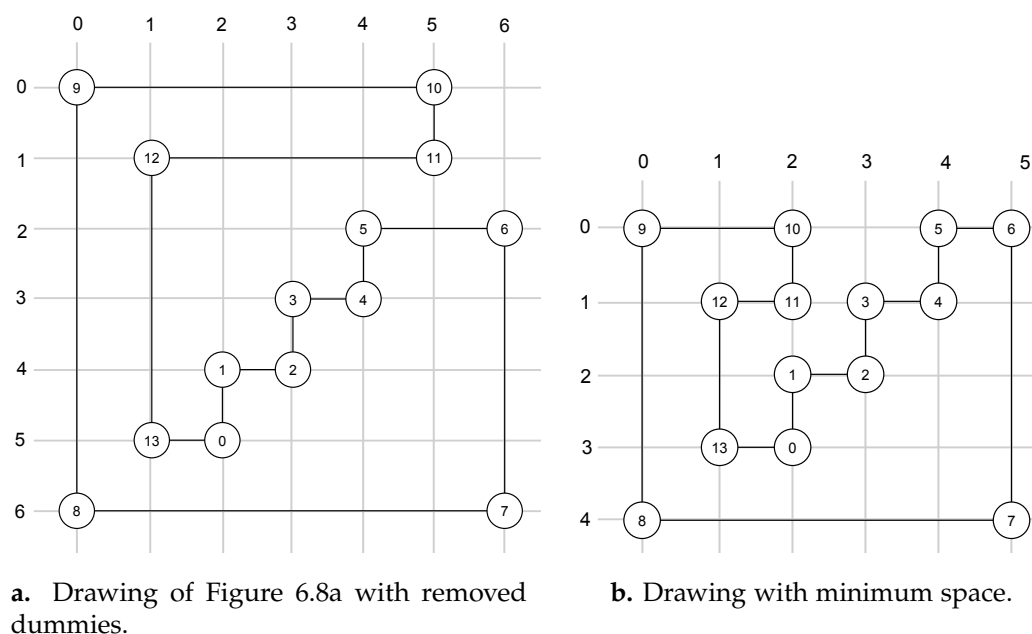 0 1 2 3 4 5 6
0 9 10
1 12 11
2 5 6
3 3 4
4 1 2
5 13 0
6 8 7
a. Drawing of Figure 6.8a with removed
dummies.
0 1 2 3 4 5
0 9 10 5 6
1 12 11 3 4
2 1 2
3 13 0
4 8 7
b. Drawing with minimum space.